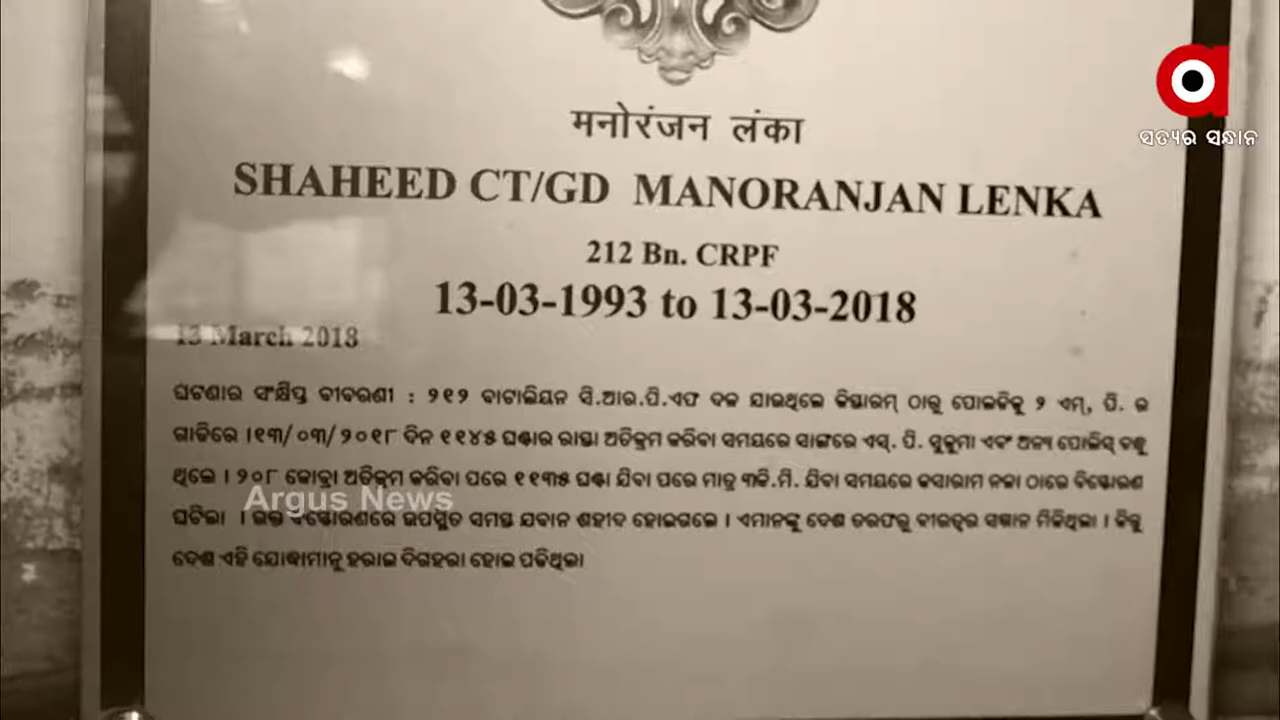 ସତ୍ୟର ସନ୍ଧାନ
मनोरंजन लंका
SHAHEED CT/GD MANORANJAN LENKA
212 Bn. CRPF
13-03-1993 to 13-03-2018
13 March 2018
ଘଟଣାର ସଂକ୍ଷିପ୍ତ ବୀବରଣୀ : ୨୧୨ ବାଟାଲିୟନ ସି.ଆର.ପି.ଏଫ ଦଳ ଯାଉଥିଲେ କିସ୍ତାରମ୍ ଠାରୁ ପୋଲଡିକୁ ୨ ଏମ୍, ପି. ର
ଗାଡିରେ ।୧୩/୦୩/୨୦୧୮ ଦିନ ୧୧୪୫ ଘଣ୍ଟାର ରାସ୍ତା ଅତିକ୍ରମ କରିବା ସମୟରେ ସାଙ୍ଗରେ ଏସ୍. ପି. ସୁକୁମା ଏବଂ ଅନ୍ୟ ପୋଲିସ୍ ବନ୍ଧୁ
ଥିଲେ । ୨୦୮ କୋବ୍ରା ଅତିକ୍ରମ କରିବା ପରେ ୧୧୩୫ ଘଣ୍ଟା ଯିବା ପରେ ମାତ୍ର ୩କି.ମି. ଯିବା ସମୟରେ କସାରାମ ନଳା ଠାରେ ବିସ୍ଫୋରଣ
Argus News
ଘଟିଲା । ଉକ୍ତ ବିସ୍ଫୋରଣରେ ଉପସ୍ଥିତ ସମସ୍ତ ଯବାନ ଶହୀଦ ହୋଇଗଲେ । ଏମାନଙ୍କୁ ଦେଶ ତରଫରୁ ବୀରତ୍ୱର ସମ୍ମାନ ମିଳିଥିଲା । କିନ୍ତୁ
ଦେଶ ଏହି ଯୋଦ୍ଧାମାନୁ ହରାଇ ଦିଗହରା ହୋଇ ପଡିଥିଲା